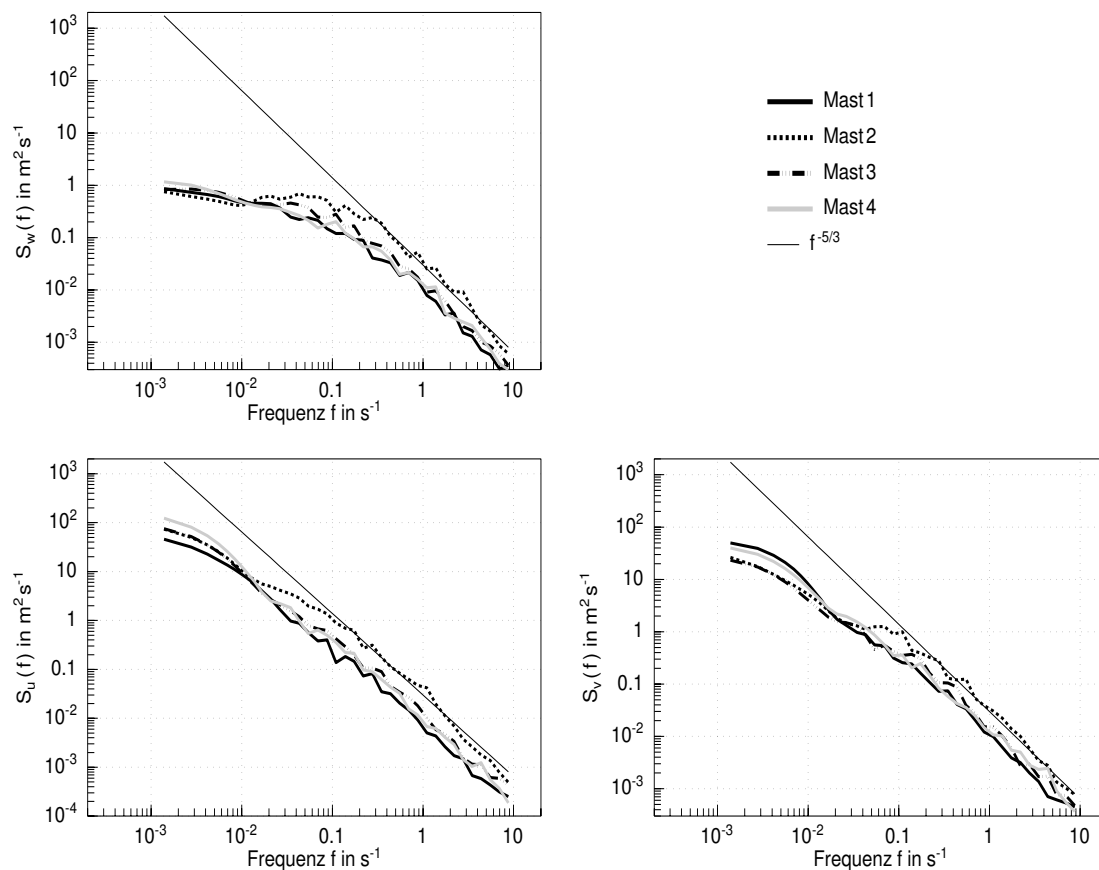 10³
10²
10
1
0.1
10⁻²
10⁻³
S_w (f) in m² s⁻¹
10⁻³ 10⁻² 0.1 1 10
Frequenz f in s⁻¹
Mast 1
Mast 2
Mast 3
Mast 4
f⁻⁵/³
10³
10²
10
1
0.1
10⁻²
10⁻³
10⁻⁴
S_u (f) in m² s⁻¹
10⁻³ 10⁻² 0.1 1 10
Frequenz f in s⁻¹
10³
10²
10
1
0.1
10⁻²
10⁻³
S_v (f) in m² s⁻¹
10⁻³ 10⁻² 0.1 1 10
Frequenz f in s⁻¹